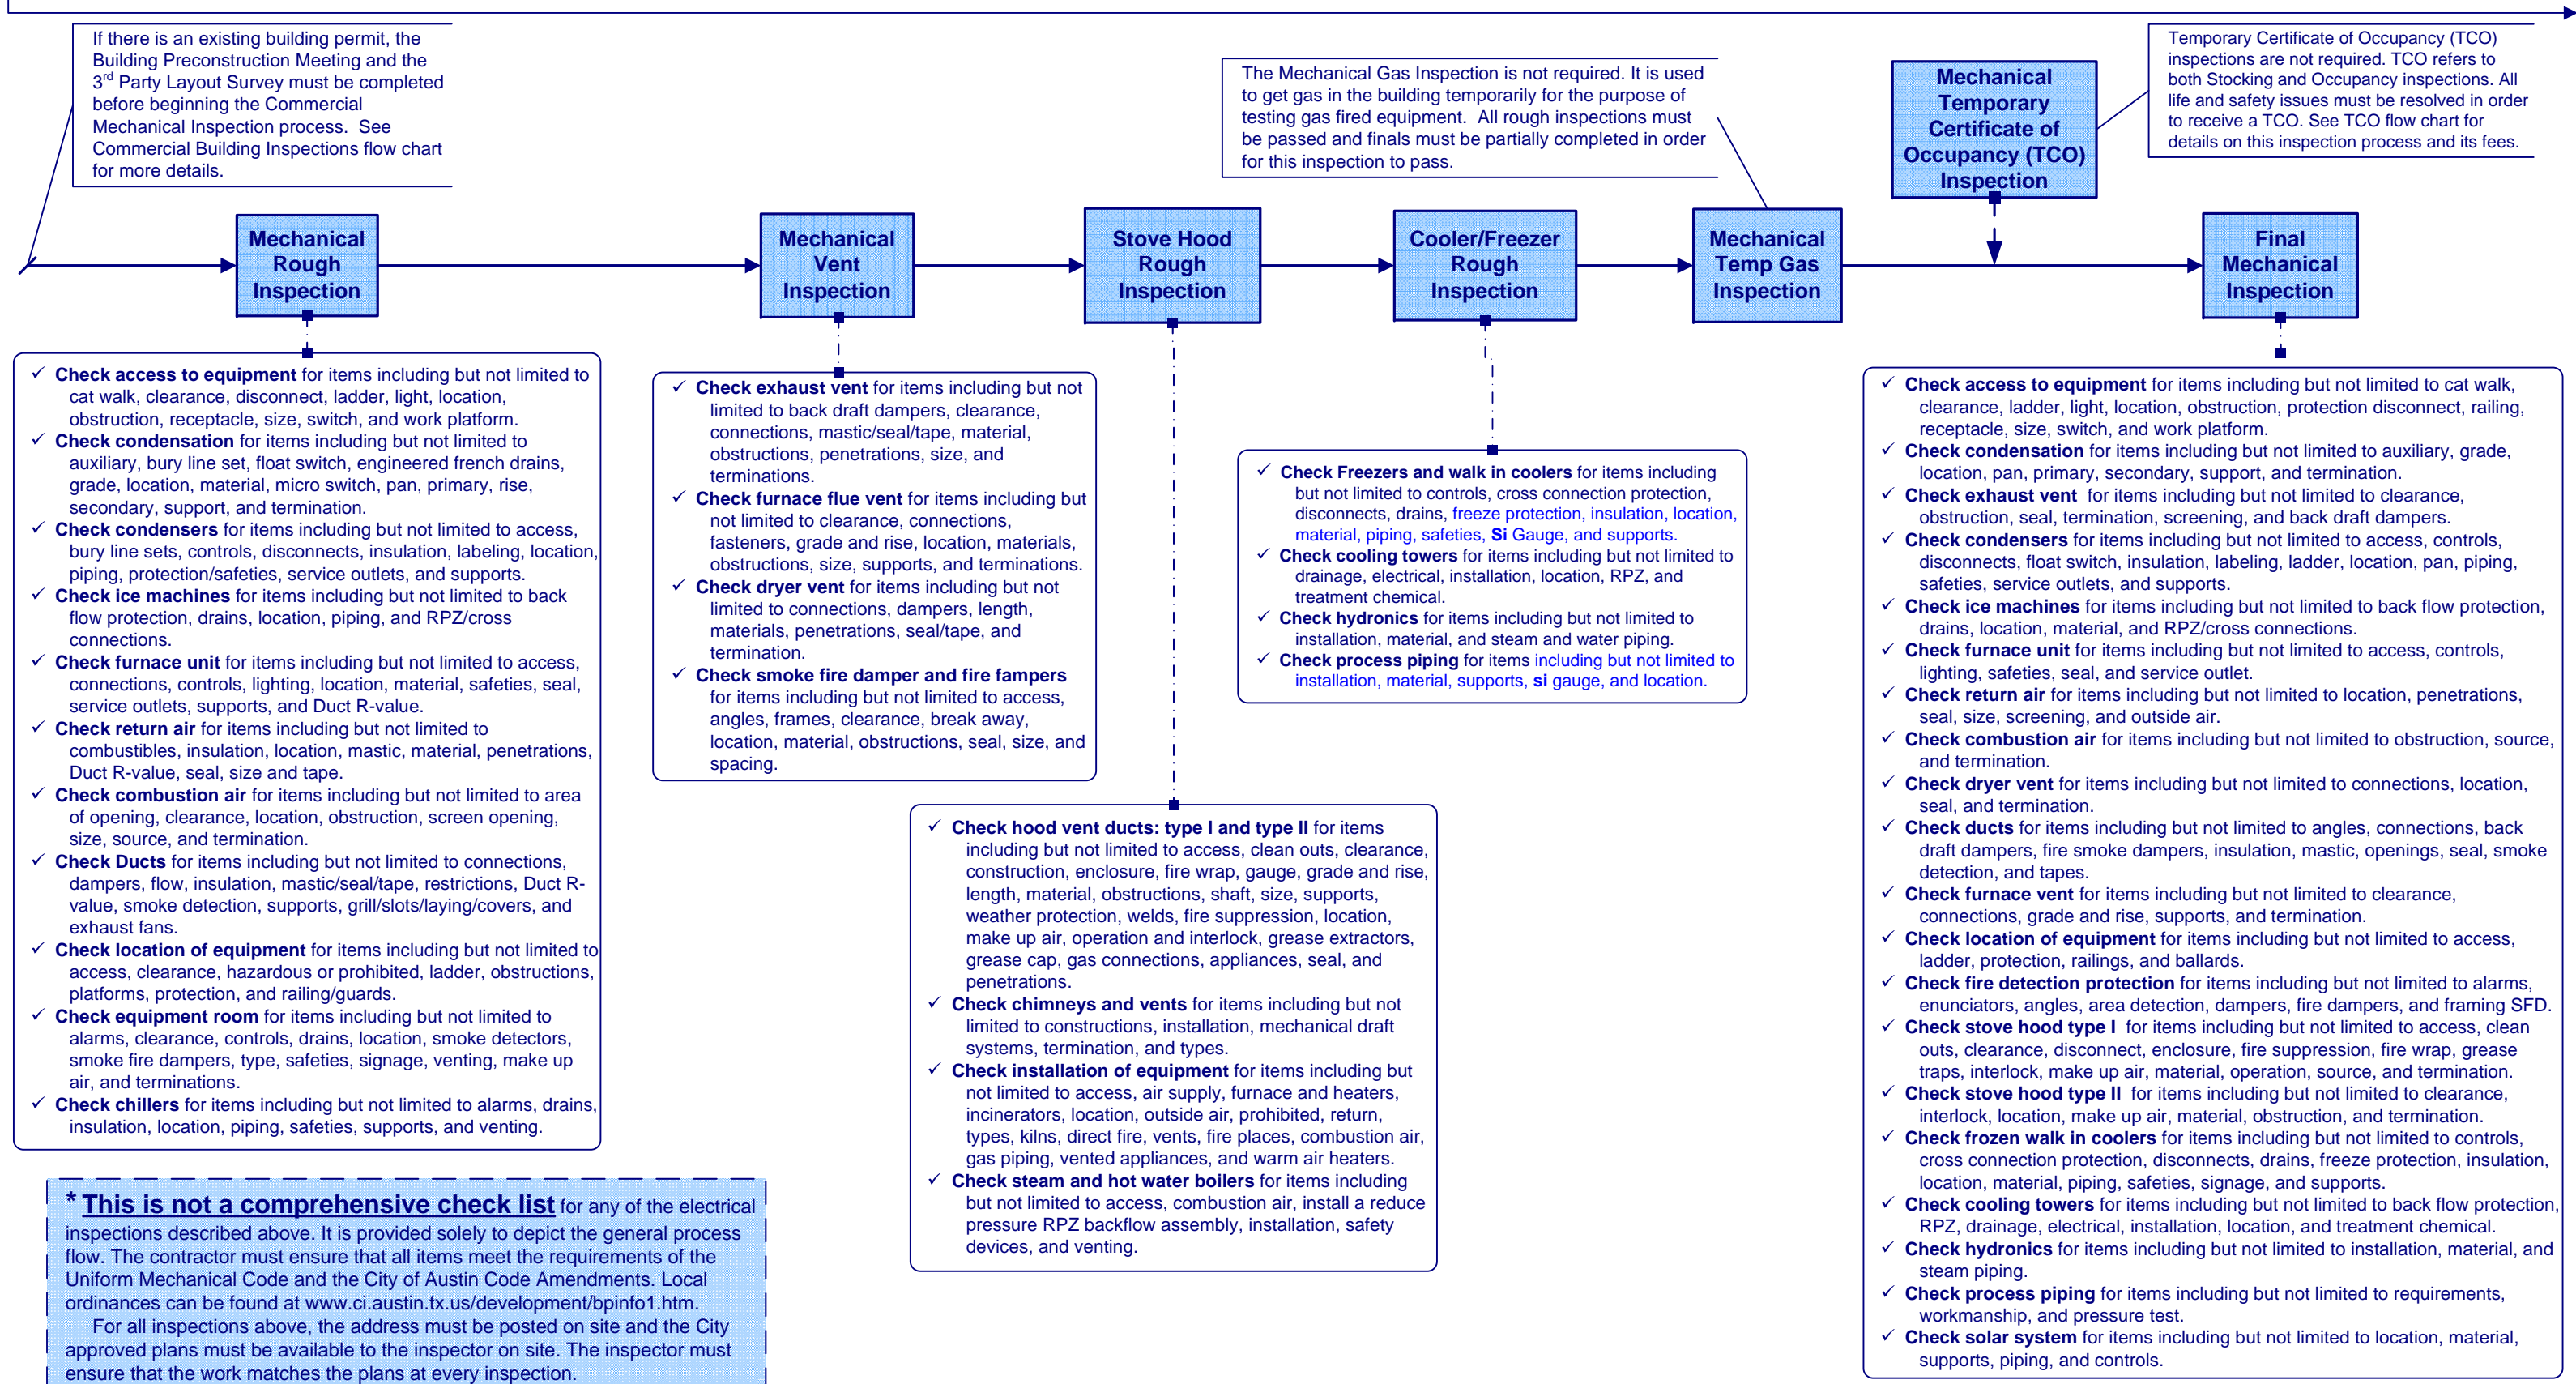 If there is an existing building permit, the
Building Preconstruction Meeting and the
3rd Party Layout Survey must be completed
before beginning the Commercial
Mechanical Inspection process. See
Commercial Building Inspections flow chart
for more details.
The Mechanical Gas Inspection is not required. It is used
to get gas in the building temporarily for the purpose of
testing gas fired equipment. All rough inspections must
be passed and finals must be partially completed in order
for this inspection to pass.
Mechanical
Temporary
Certificate of
Occupancy (TCO)
Inspection
Temporary Certificate of Occupancy (TCO)
inspections are not required. TCO refers to
both Stocking and Occupancy inspections. All
life and safety issues must be resolved in order
to receive a TCO. See TCO flow chart for
details on this inspection process and its fees.
Mechanical
Rough
Inspection
Mechanical
Vent
Inspection
Stove Hood
Rough
Inspection
Cooler/Freezer
Rough
Inspection
Mechanical
Temp Gas
Inspection
Final
Mechanical
Inspection
✓ Check access to equipment for items including but not limited to
cat walk, clearance, disconnect, ladder, light, location,
obstruction, receptacle, size, switch, and work platform.
✓ Check condensation for items including but not limited to
auxiliary, bury line set, float switch, engineered french drains,
grade, location, material, micro switch, pan, primary, rise,
secondary, support, and termination.
✓ Check condensers for items including but not limited to access,
bury line sets, controls, disconnects, insulation, labeling, location,
piping, protection/safeties, service outlets, and supports.
✓ Check ice machines for items including but not limited to back
flow protection, drains, location, piping, and RPZ/cross
connections.
✓ Check furnace unit for items including but not limited to access,
connections, controls, lighting, location, material, safeties, seal,
service outlets, supports, and Duct R-value.
✓ Check return air for items including but not limited to
combustibles, insulation, location, mastic, material, penetrations,
Duct R-value, seal, size and tape.
✓ Check combustion air for items including but not limited to area
of opening, clearance, location, obstruction, screen opening,
size, source, and termination.
✓ Check Ducts for items including but not limited to connections,
dampers, flow, insulation, mastic/seal/tape, restrictions, Duct R-
value, smoke detection, supports, grill/slots/laying/covers, and
exhaust fans.
✓ Check location of equipment for items including but not limited to
access, clearance, hazardous or prohibited, ladder, obstructions,
platforms, protection, and railing/guards.
✓ Check equipment room for items including but not limited to
alarms, clearance, controls, drains, location, smoke detectors,
smoke fire dampers, type, safeties, signage, venting, make up
air, and terminations.
✓ Check chillers for items including but not limited to alarms, drains,
insulation, location, piping, safeties, supports, and venting.
✓ Check exhaust vent for items including but not
limited to back draft dampers, clearance,
connections, mastic/seal/tape, material,
obstructions, penetrations, size, and
terminations.
✓ Check furnace flue vent for items including but
not limited to clearance, connections,
fasteners, grade and rise, location, materials,
obstructions, size, supports, and terminations.
✓ Check dryer vent for items including but not
limited to connections, dampers, length,
materials, penetrations, seal/tape, and
termination.
✓ Check smoke fire damper and fire fampers
for items including but not limited to access,
angles, frames, clearance, break away,
location, material, obstructions, seal, size, and
spacing.
✓ Check hood vent ducts: type I and type II for items
including but not limited to access, clean outs, clearance,
construction, enclosure, fire wrap, gauge, grade and rise,
length, material, obstructions, shaft, size, supports,
weather protection, welds, fire suppression, location,
make up air, operation and interlock, grease extractors,
grease cap, gas connections, appliances, seal, and
penetrations.
✓ Check chimneys and vents for items including but not
limited to constructions, installation, mechanical draft
systems, termination, and types.
✓ Check installation of equipment for items including but
not limited to access, air supply, furnace and heaters,
incinerators, location, outside air, prohibited, return,
types, kilns, direct fire, vents, fire places, combustion air,
gas piping, vented appliances, and warm air heaters.
✓ Check steam and hot water boilers for items including
but not limited to access, combustion air, install a reduce
pressure RPZ backflow assembly, installation, safety
devices, and venting.
✓ Check Freezers and walk in coolers for items including
but not limited to controls, cross connection protection,
disconnects, drains, freeze protection, insulation, location,
material, piping, safeties, Si Gauge, and supports.
✓ Check cooling towers for items including but not limited to
drainage, electrical, installation, location, RPZ, and
treatment chemical.
✓ Check hydronics for items including but not limited to
installation, material, and steam and water piping.
✓ Check process piping for items including but not limited to
installation, material, supports, si gauge, and location.
✓ Check access to equipment for items including but not limited to cat walk,
clearance, ladder, light, location, obstruction, protection disconnect, railing,
receptacle, size, switch, and work platform.
✓ Check condensation for items including but not limited to auxiliary, grade,
location, pan, primary, secondary, support, and termination.
✓ Check exhaust vent for items including but not limited to clearance,
obstruction, seal, termination, screening, and back draft dampers.
✓ Check condensers for items including but not limited to access, controls,
disconnects, float switch, insulation, labeling, ladder, location, pan, piping,
safeties, service outlets, and supports.
✓ Check ice machines for items including but not limited to back flow protection,
drains, location, material, and RPZ/cross connections.
✓ Check furnace unit for items including but not limited to access, controls,
lighting, safeties, seal, and service outlet.
✓ Check return air for items including but not limited to location, penetrations,
seal, size, screening, and outside air.
✓ Check combustion air for items including but not limited to obstruction, source,
and termination.
✓ Check dryer vent for items including but not limited to connections, location,
seal, and termination.
✓ Check ducts for items including but not limited to angles, connections, back
draft dampers, fire smoke dampers, insulation, mastic, openings, seal, smoke
detection, and tapes.
✓ Check furnace vent for items including but not limited to clearance,
connections, grade and rise, supports, and termination.
✓ Check location of equipment for items including but not limited to access,
ladder, protection, railings, and ballards.
✓ Check fire detection protection for items including but not limited to alarms,
enunciators, angles, area detection, dampers, fire dampers, and framing SFD.
✓ Check stove hood type I for items including but not limited to access, clean
outs, clearance, disconnect, enclosure, fire suppression, fire wrap, grease
traps, interlock, make up air, material, operation, source, and termination.
✓ Check stove hood type II for items including but not limited to clearance,
interlock, location, make up air, material, obstruction, and termination.
✓ Check frozen walk in coolers for items including but not limited to controls,
cross connection protection, disconnects, drains, freeze protection, insulation,
location, material, piping, safeties, signage, and supports.
✓ Check cooling towers for items including but not limited to back flow protection,
RPZ, drainage, electrical, installation, location, and treatment chemical.
✓ Check hydronics for items including but not limited to installation, material, and
steam piping.
✓ Check process piping for items including but not limited to requirements,
workmanship, and pressure test.
✓ Check solar system for items including but not limited to location, material,
supports, piping, and controls.
* This is not a comprehensive check list for any of the electrical
inspections described above. It is provided solely to depict the general process
flow. The contractor must ensure that all items meet the requirements of the
Uniform Mechanical Code and the City of Austin Code Amendments. Local
ordinances can be found at www.ci.austin.tx.us/development/bpinfo1.htm.
For all inspections above, the address must be posted on site and the City
approved plans must be available to the inspector on site. The inspector must
ensure that the work matches the plans at every inspection.